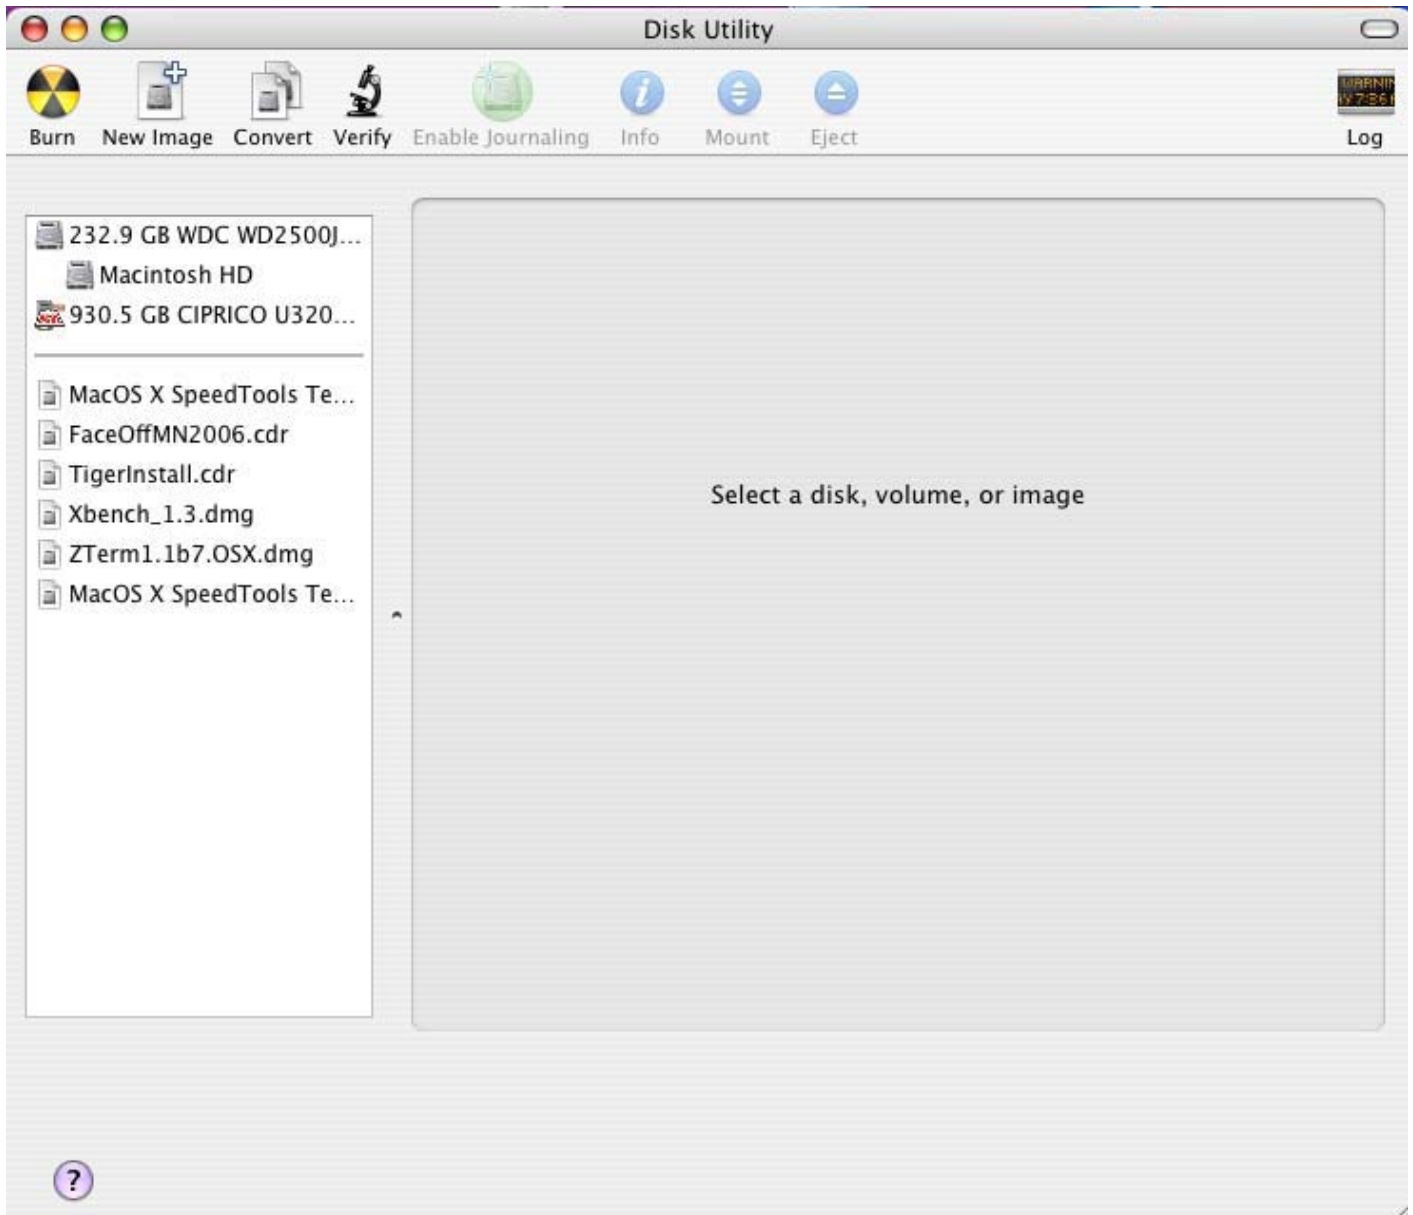 Disk Utility
Burn New Image Convert Verify Enable Journaling Info Mount Eject Log
232.9 GB WDC WD2500J...
Macintosh HD
930.5 GB CIPRICO U320...
MacOS X SpeedTools Te...
FaceOffMN2006.cdr
TigerInstall.cdr
Xbench_1.3.dmg
ZTerm1.1b7.OSX.dmg
MacOS X SpeedTools Te...
Select a disk, volume, or image
?